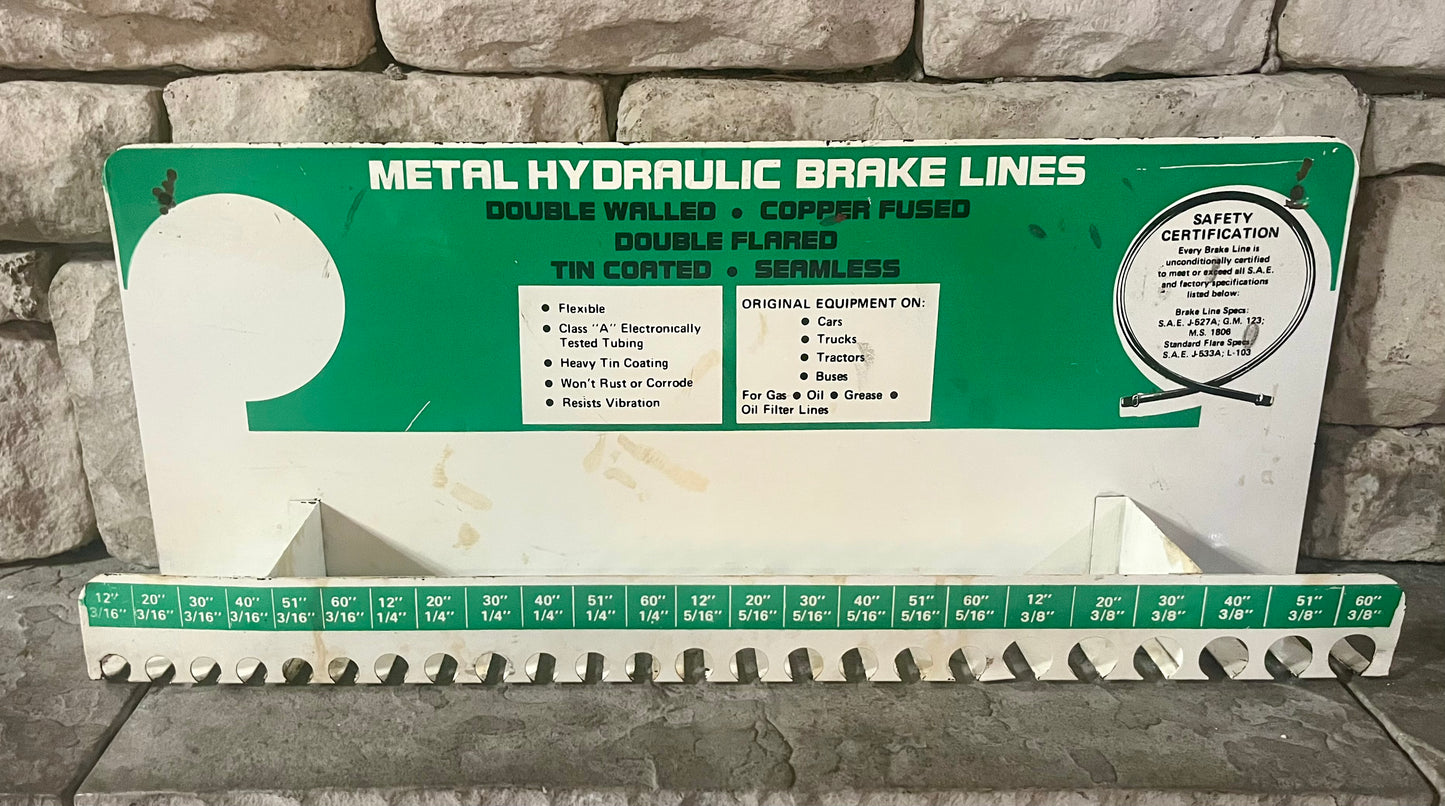 METAL HYDRAULIC BRAKE LINES
DOUBLE WALLED • COPPER FUSED
DOUBLE FLARED
TIN COATED • SEAMLESS
• Flexible
• Class "A" Electronically
Tested Tubing
• Heavy Tin Coating
• Won't Rust or Corrode
• Resists Vibration
ORIGINAL EQUIPMENT ON:
• Cars
• Trucks
• Tractors
• Buses
For Gas • Oil • Grease •
Oil Filter Lines
SAFETY
CERTIFICATION
Every Brake Line is
unconditionally certified
to meet or exceed all S.A.E.
and factory specifications
listed below:
Brake Line Specs:
S.A.E. J-527A; G.M. 123;
M.S. 1806
Standard Flare Specs:
S.A.E. J-533A; L-103
12" 20" 30" 40" 51" 60" 12" 20" 30" 40" 51" 60" 12" 20" 30" 40" 51" 60" 12" 20" 30" 40" 51" 60"
3/16" 3/16" 3/16" 3/16" 3/16" 3/16" 1/4" 1/4" 1/4" 1/4" 1/4" 1/4" 5/16" 5/16" 5/16" 5/16" 5/16" 5/16" 3/8" 3/8" 3/8" 3/8" 3/8" 3/8"